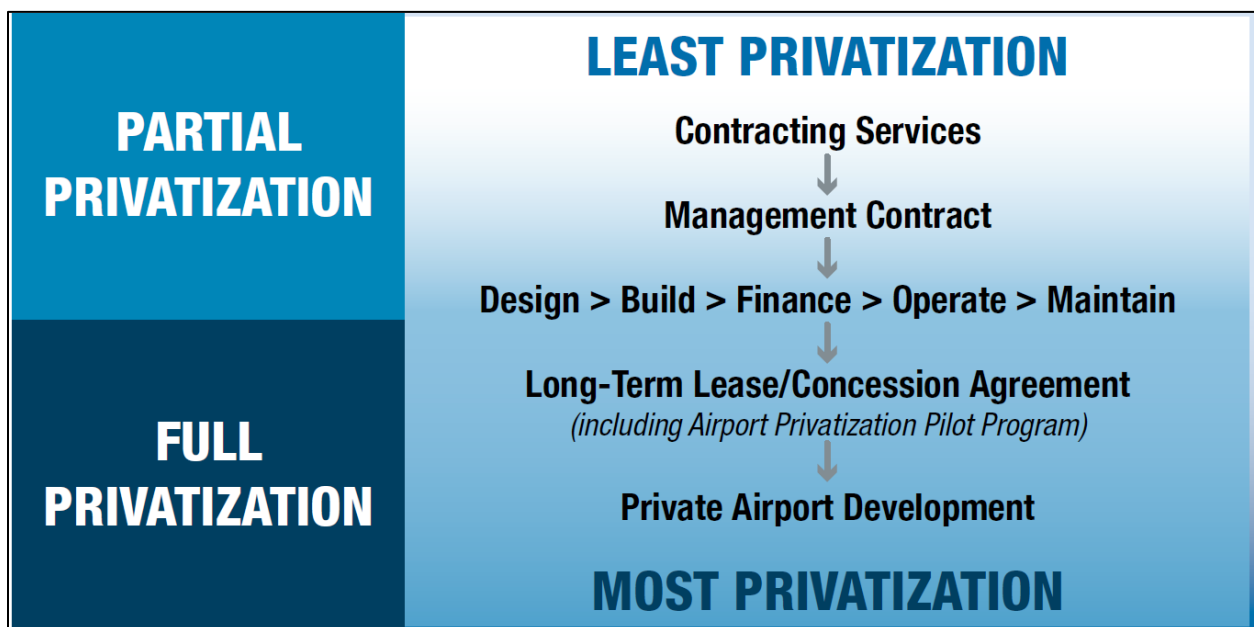 PARTIAL
PRIVATIZATION
FULL
PRIVATIZATION
LEAST PRIVATIZATION
Contracting Services
Management Contract
Design > Build > Finance > Operate > Maintain
Long-Term Lease/Concession Agreement
(including Airport Privatization Pilot Program)
Private Airport Development
MOST PRIVATIZATION